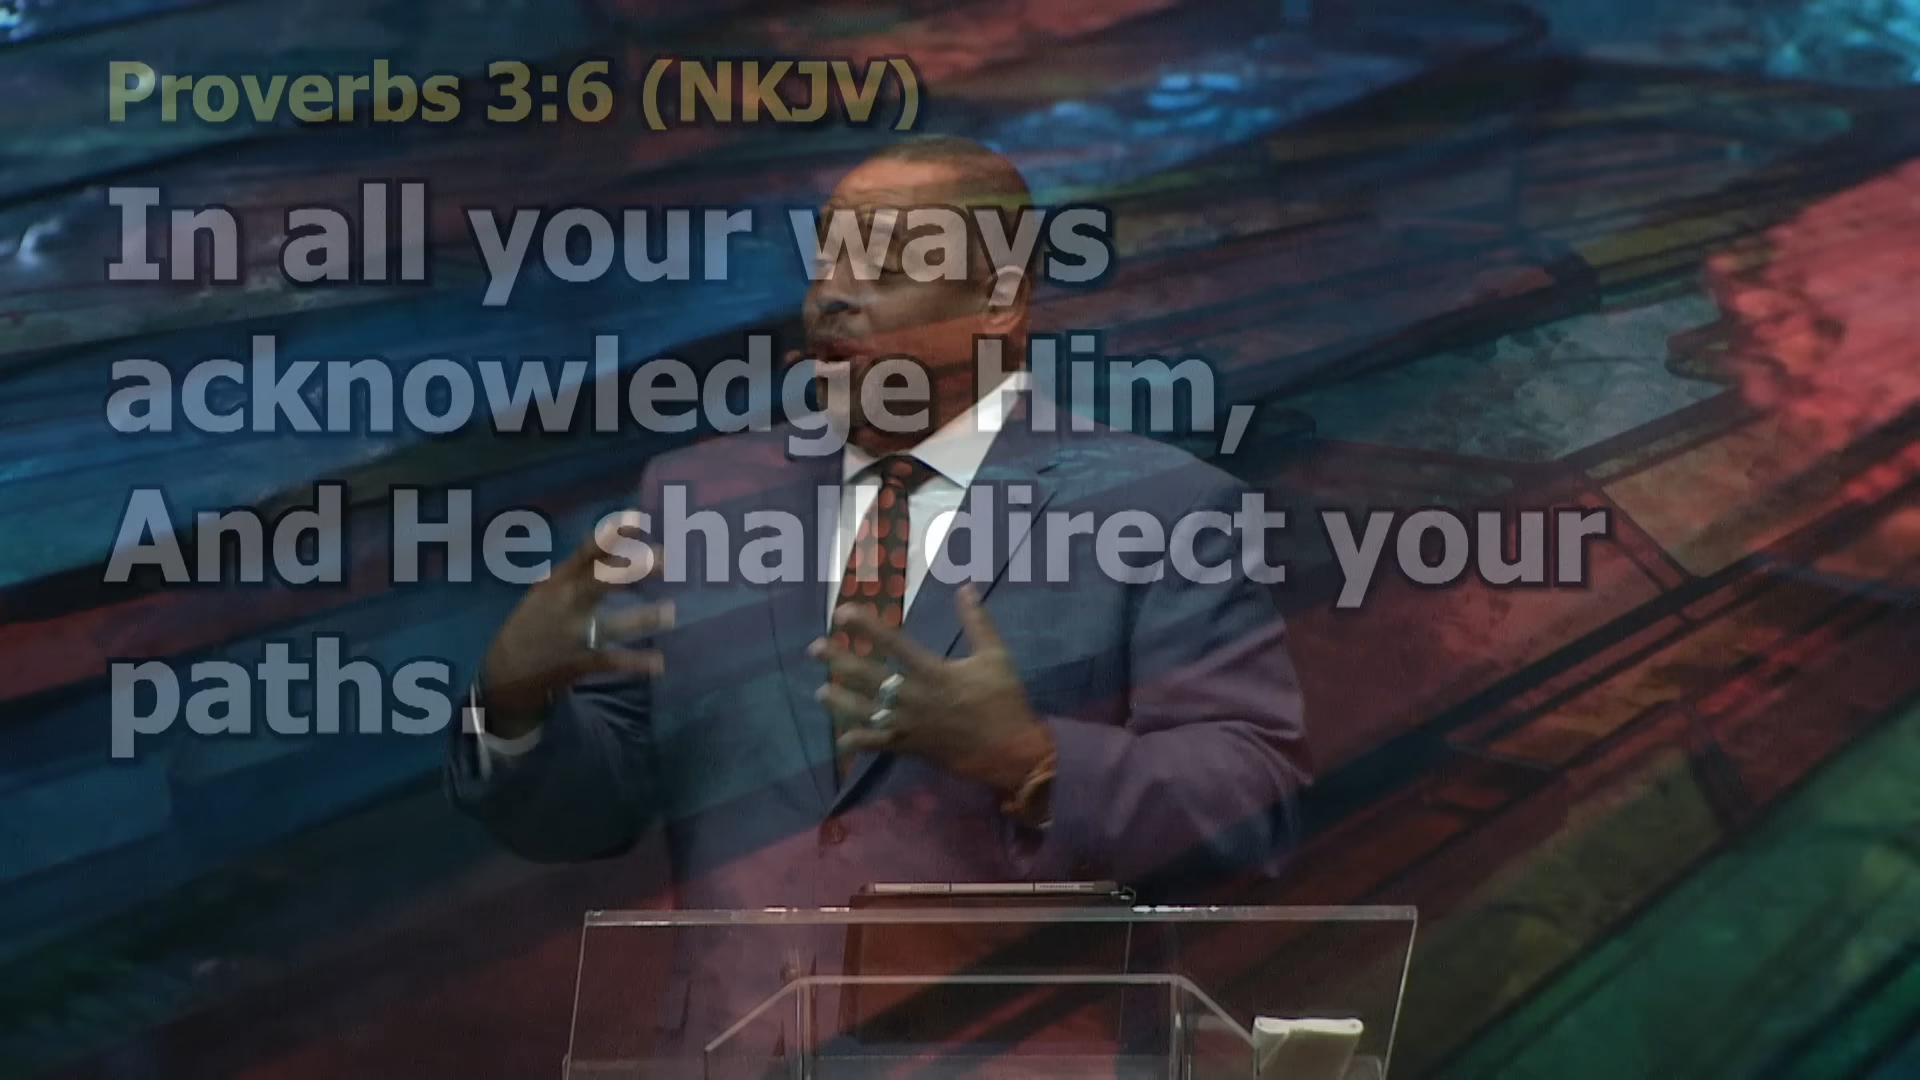 Proverbs 3:6 (NKJV)
In all your ways
acknowledge Him,
And He shall direct your
paths.